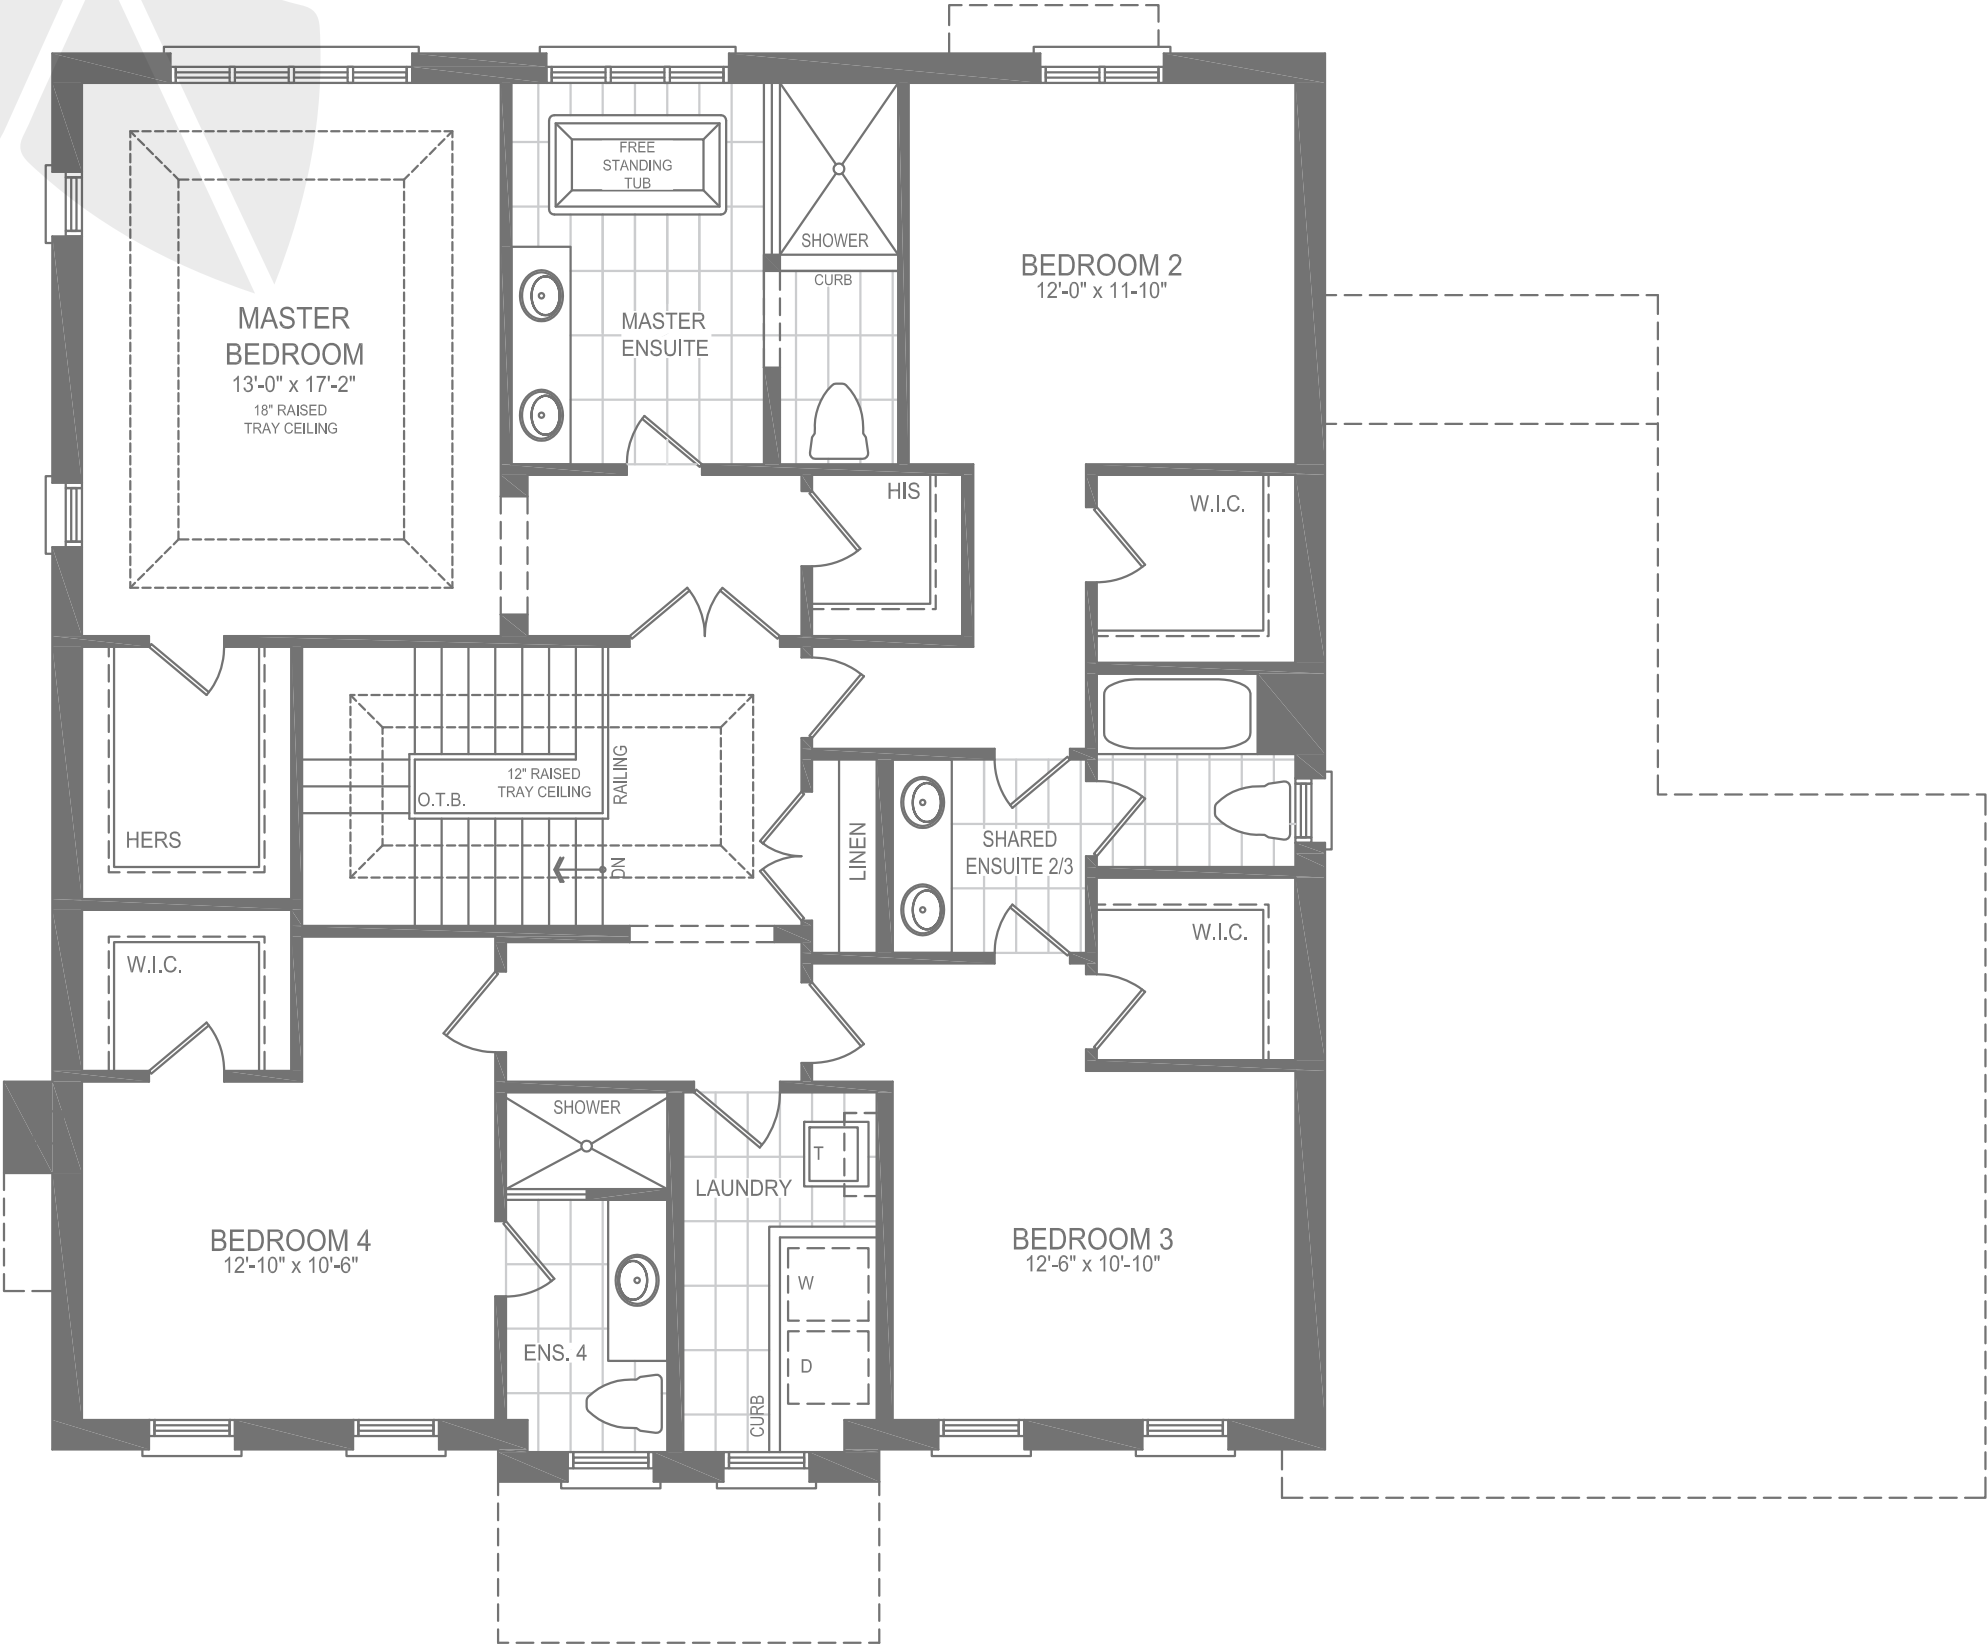 FREE
STANDING
TUB
SHOWER
CURB
MASTER
ENSUITE
BEDROOM 2
12'-0" x 11-10"
MASTER
BEDROOM
13'-0" x 17'-2"
18" RAISED
TRAY CEILING
HIS
W.I.C.
HERS
12" RAISED
TRAY CEILING
O.T.B.
RAILING
DN
LINEN
SHARED
ENSUITE 2/3
W.I.C.
W.I.C.
SHOWER
LAUNDRY
T
W
D
CURB
BEDROOM 4
12'-10" x 10'-6"
ENS. 4
BEDROOM 3
12'-6" x 10'-10"